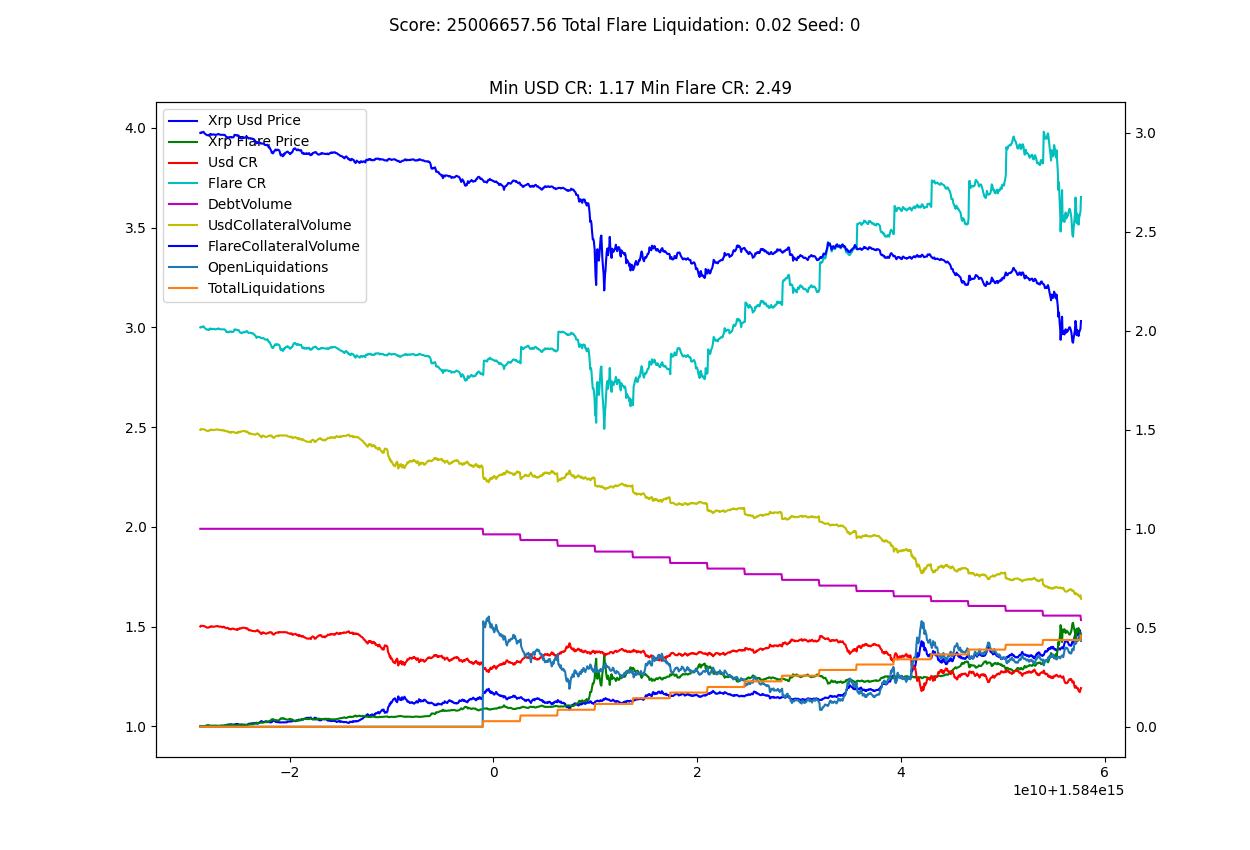 Score: 25006657.56 Total Flare Liquidation: 0.02 Seed: 0
Min USD CR: 1.17 Min Flare CR: 2.49
Xrp Usd Price
Xrp Flare Price
Usd CR
Flare CR
DebtVolume
UsdCollateralVolume
FlareCollateralVolume
OpenLiquidations
TotalLiquidations
4.0
3.5
3.0
2.5
2.0
1.5
1.0
3.0
2.5
2.0
1.5
1.0
0.5
0.0
−2 0 2 4 6
1e10+1.584e15